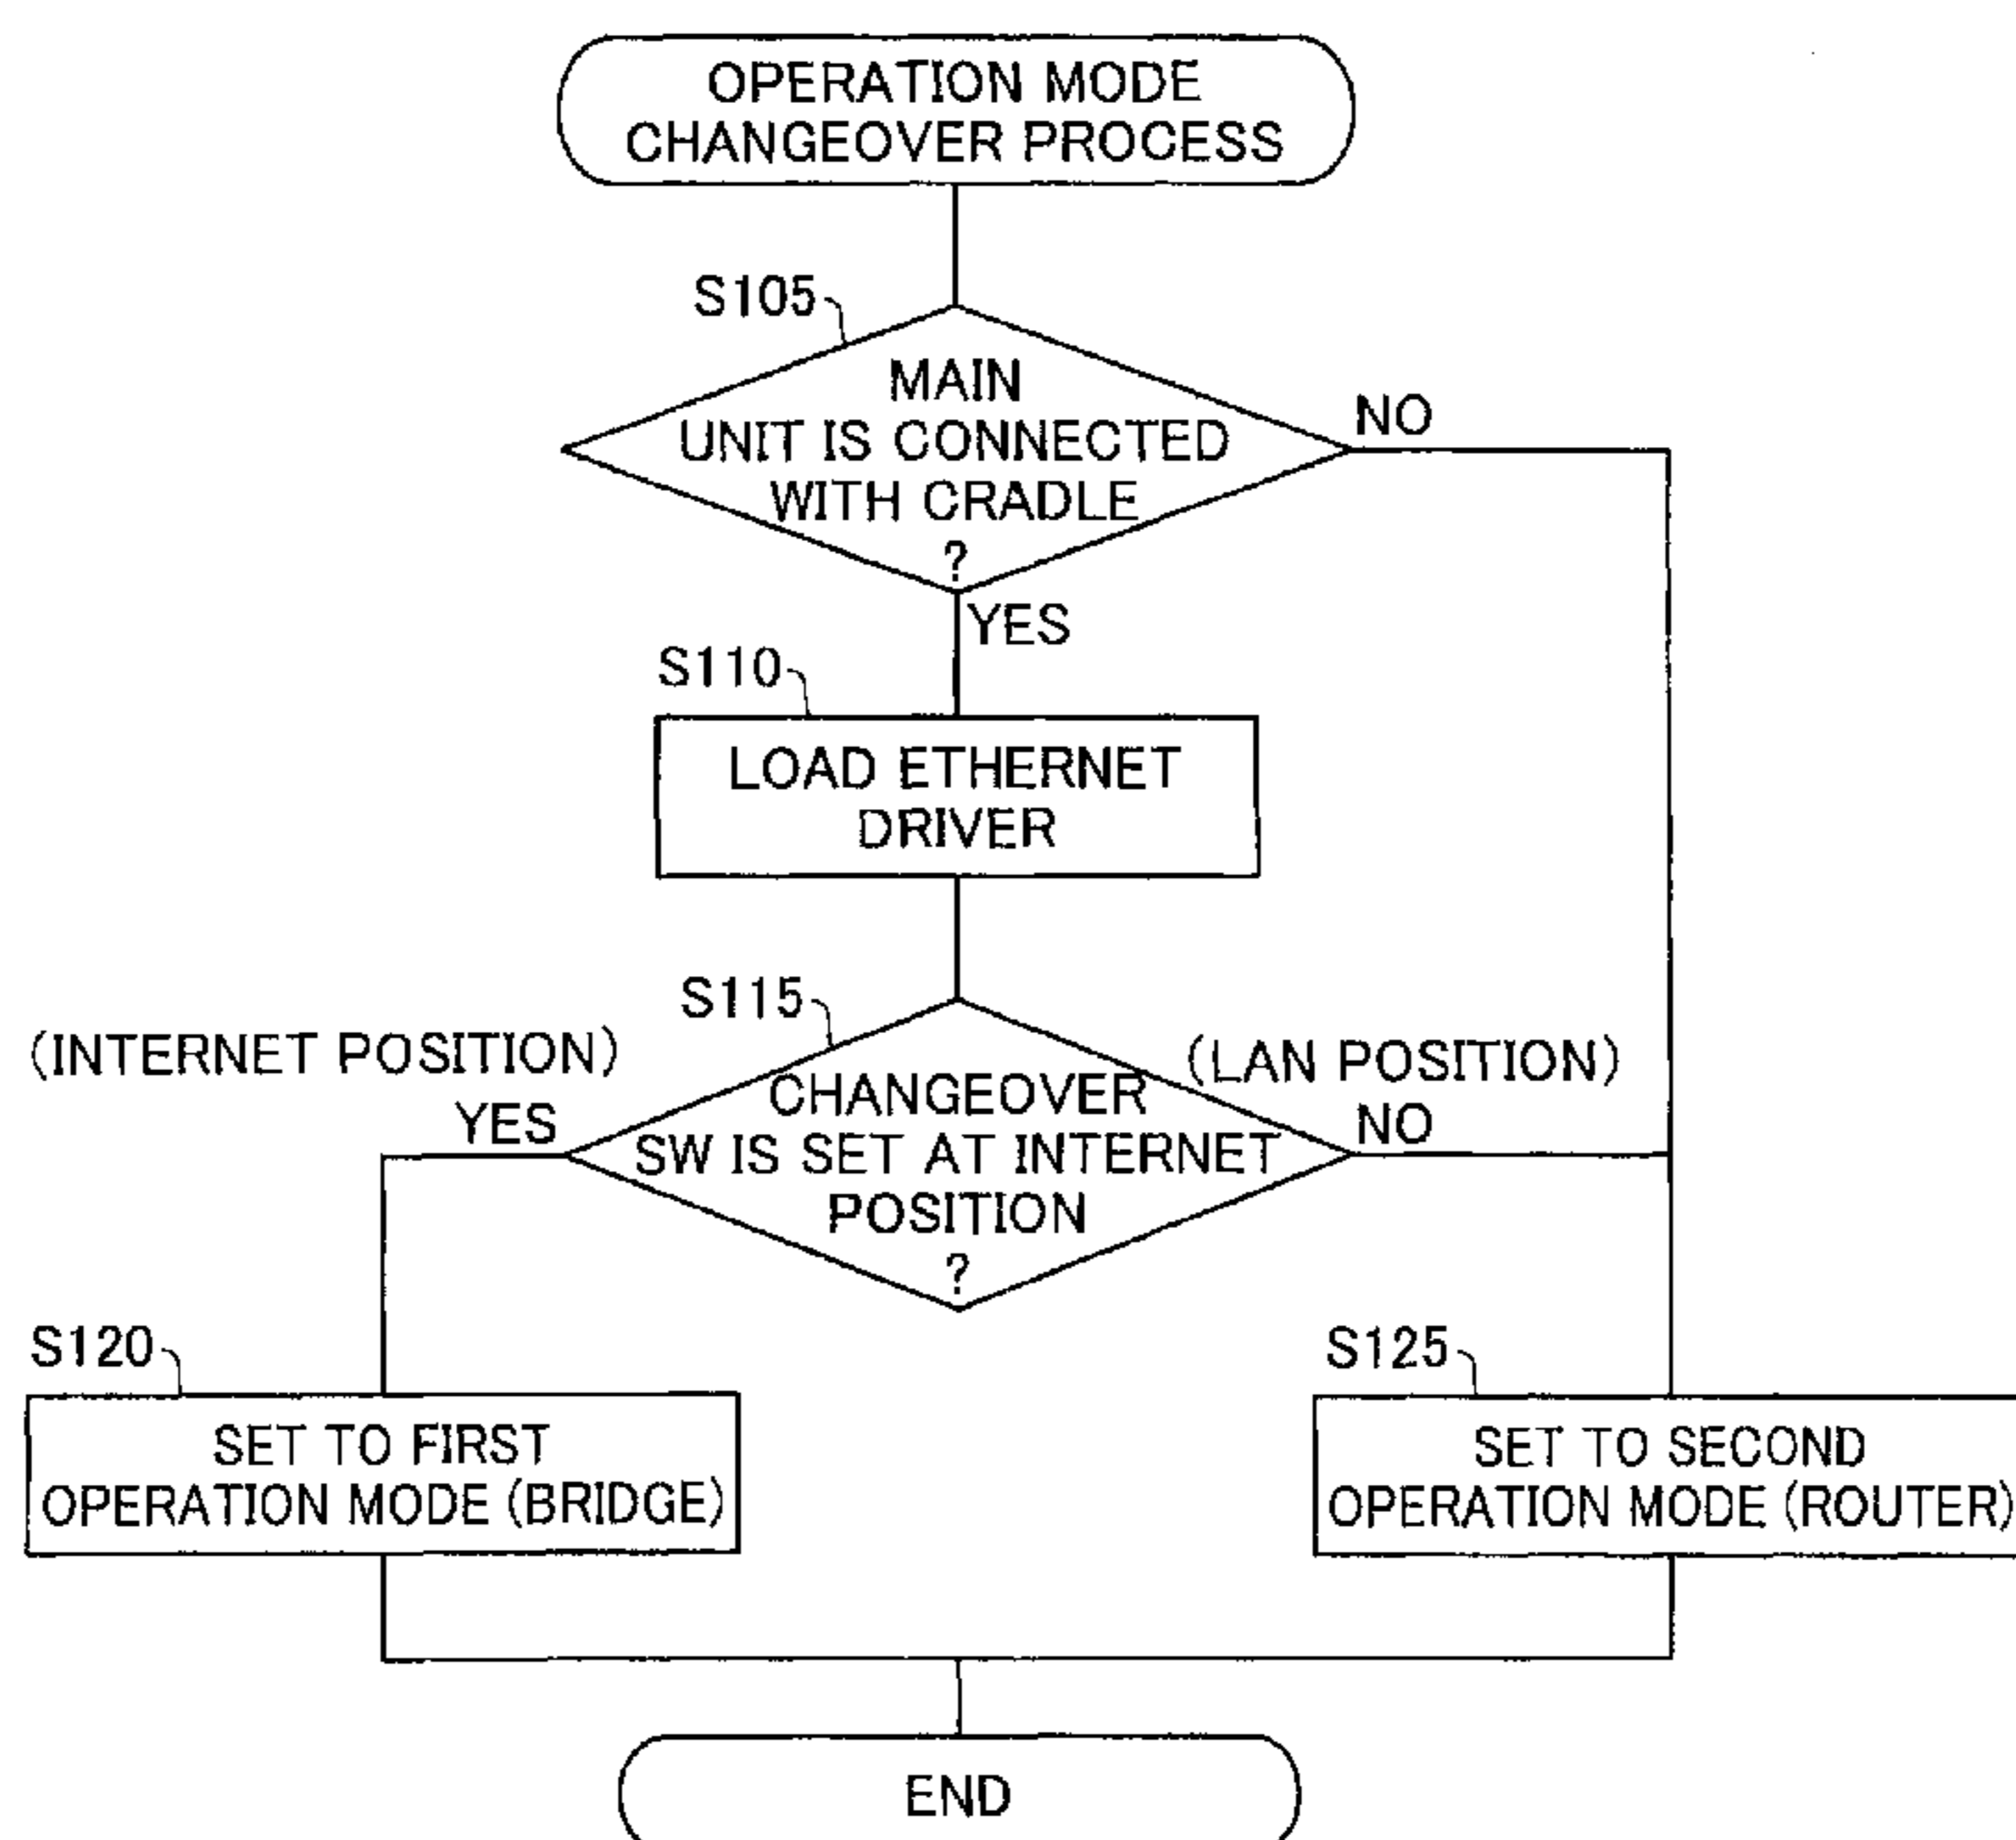 OPERATION MODE
CHANGEOVER PROCESS
S105
MAIN
UNIT IS CONNECTED
WITH CRADLE
?
NO
YES
S110
LOAD ETHERNET
DRIVER
S115
(INTERNET POSITION)
YES
CHANGEOVER
SW IS SET AT INTERNET
POSITION
?
(LAN POSITION)
NO
S120
SET TO FIRST
OPERATION MODE (BRIDGE)
S125
SET TO SECOND
OPERATION MODE (ROUTER)
END